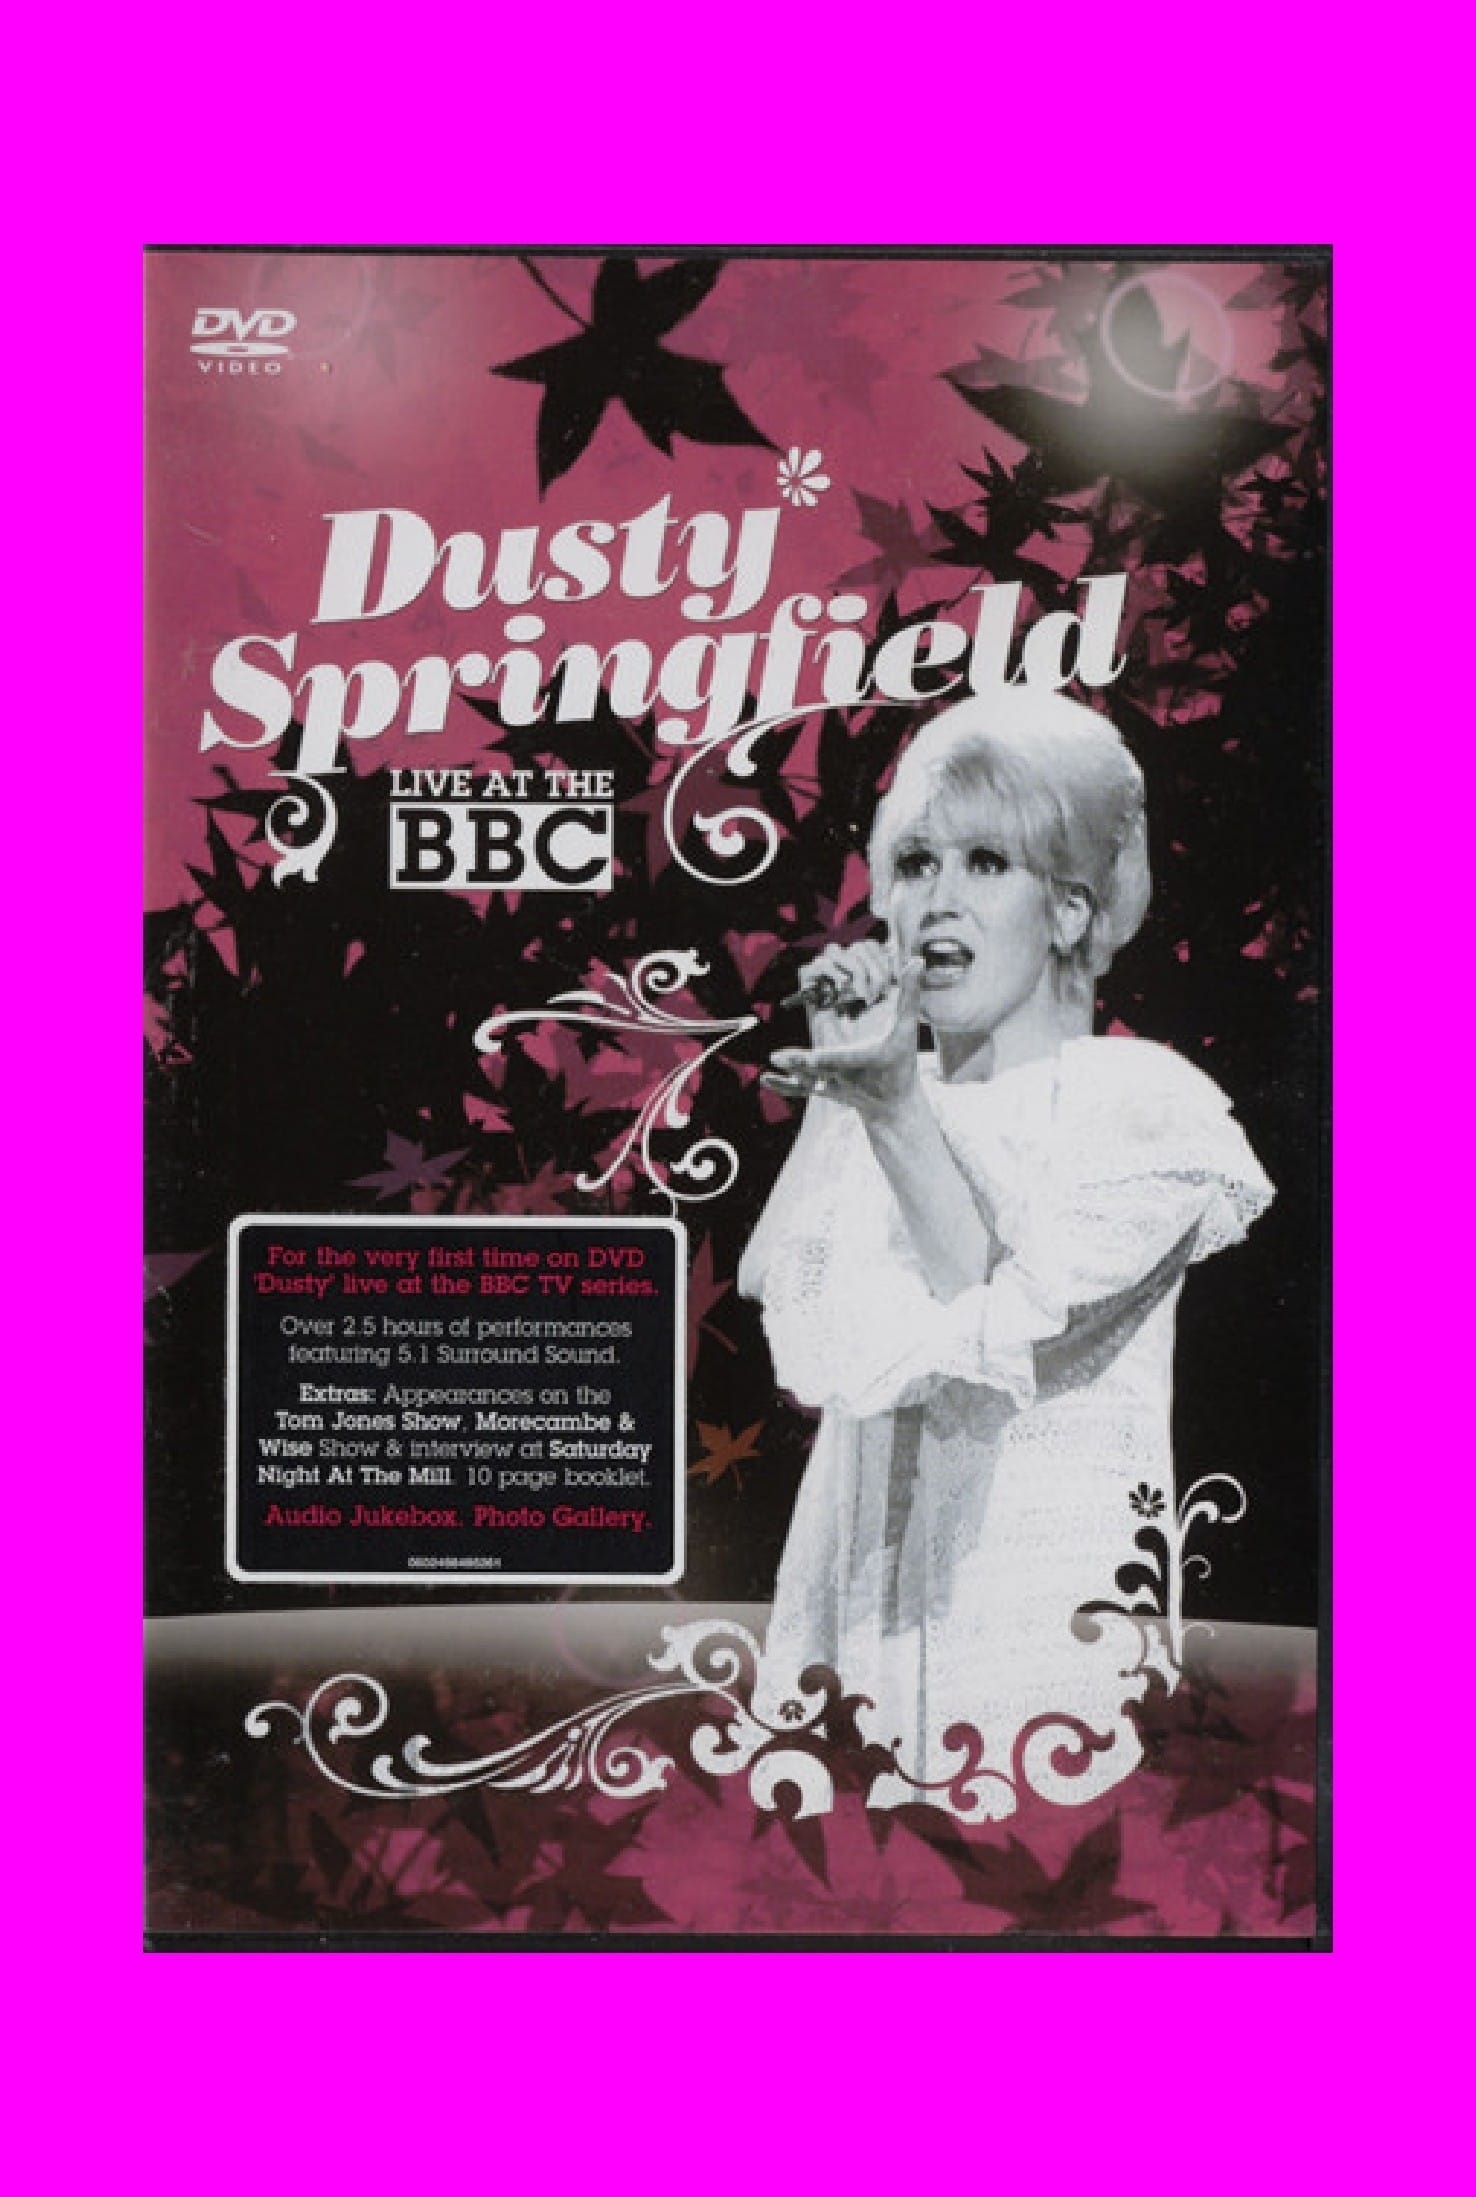 DVD
VIDEO
Dusty
Springfield
LIVE AT THE
BBC
For the very first time on DVD
'Dusty' live at the BBC TV series.
Over 2.5 hours of performances
featuring 5.1 Surround Sound.
Extras: Appearances on the
Tom Jones Show, Morecambe &
Wise Show & interview at Saturday
Night At The Mill. 10 page booklet.
Audio Jukebox. Photo Gallery.